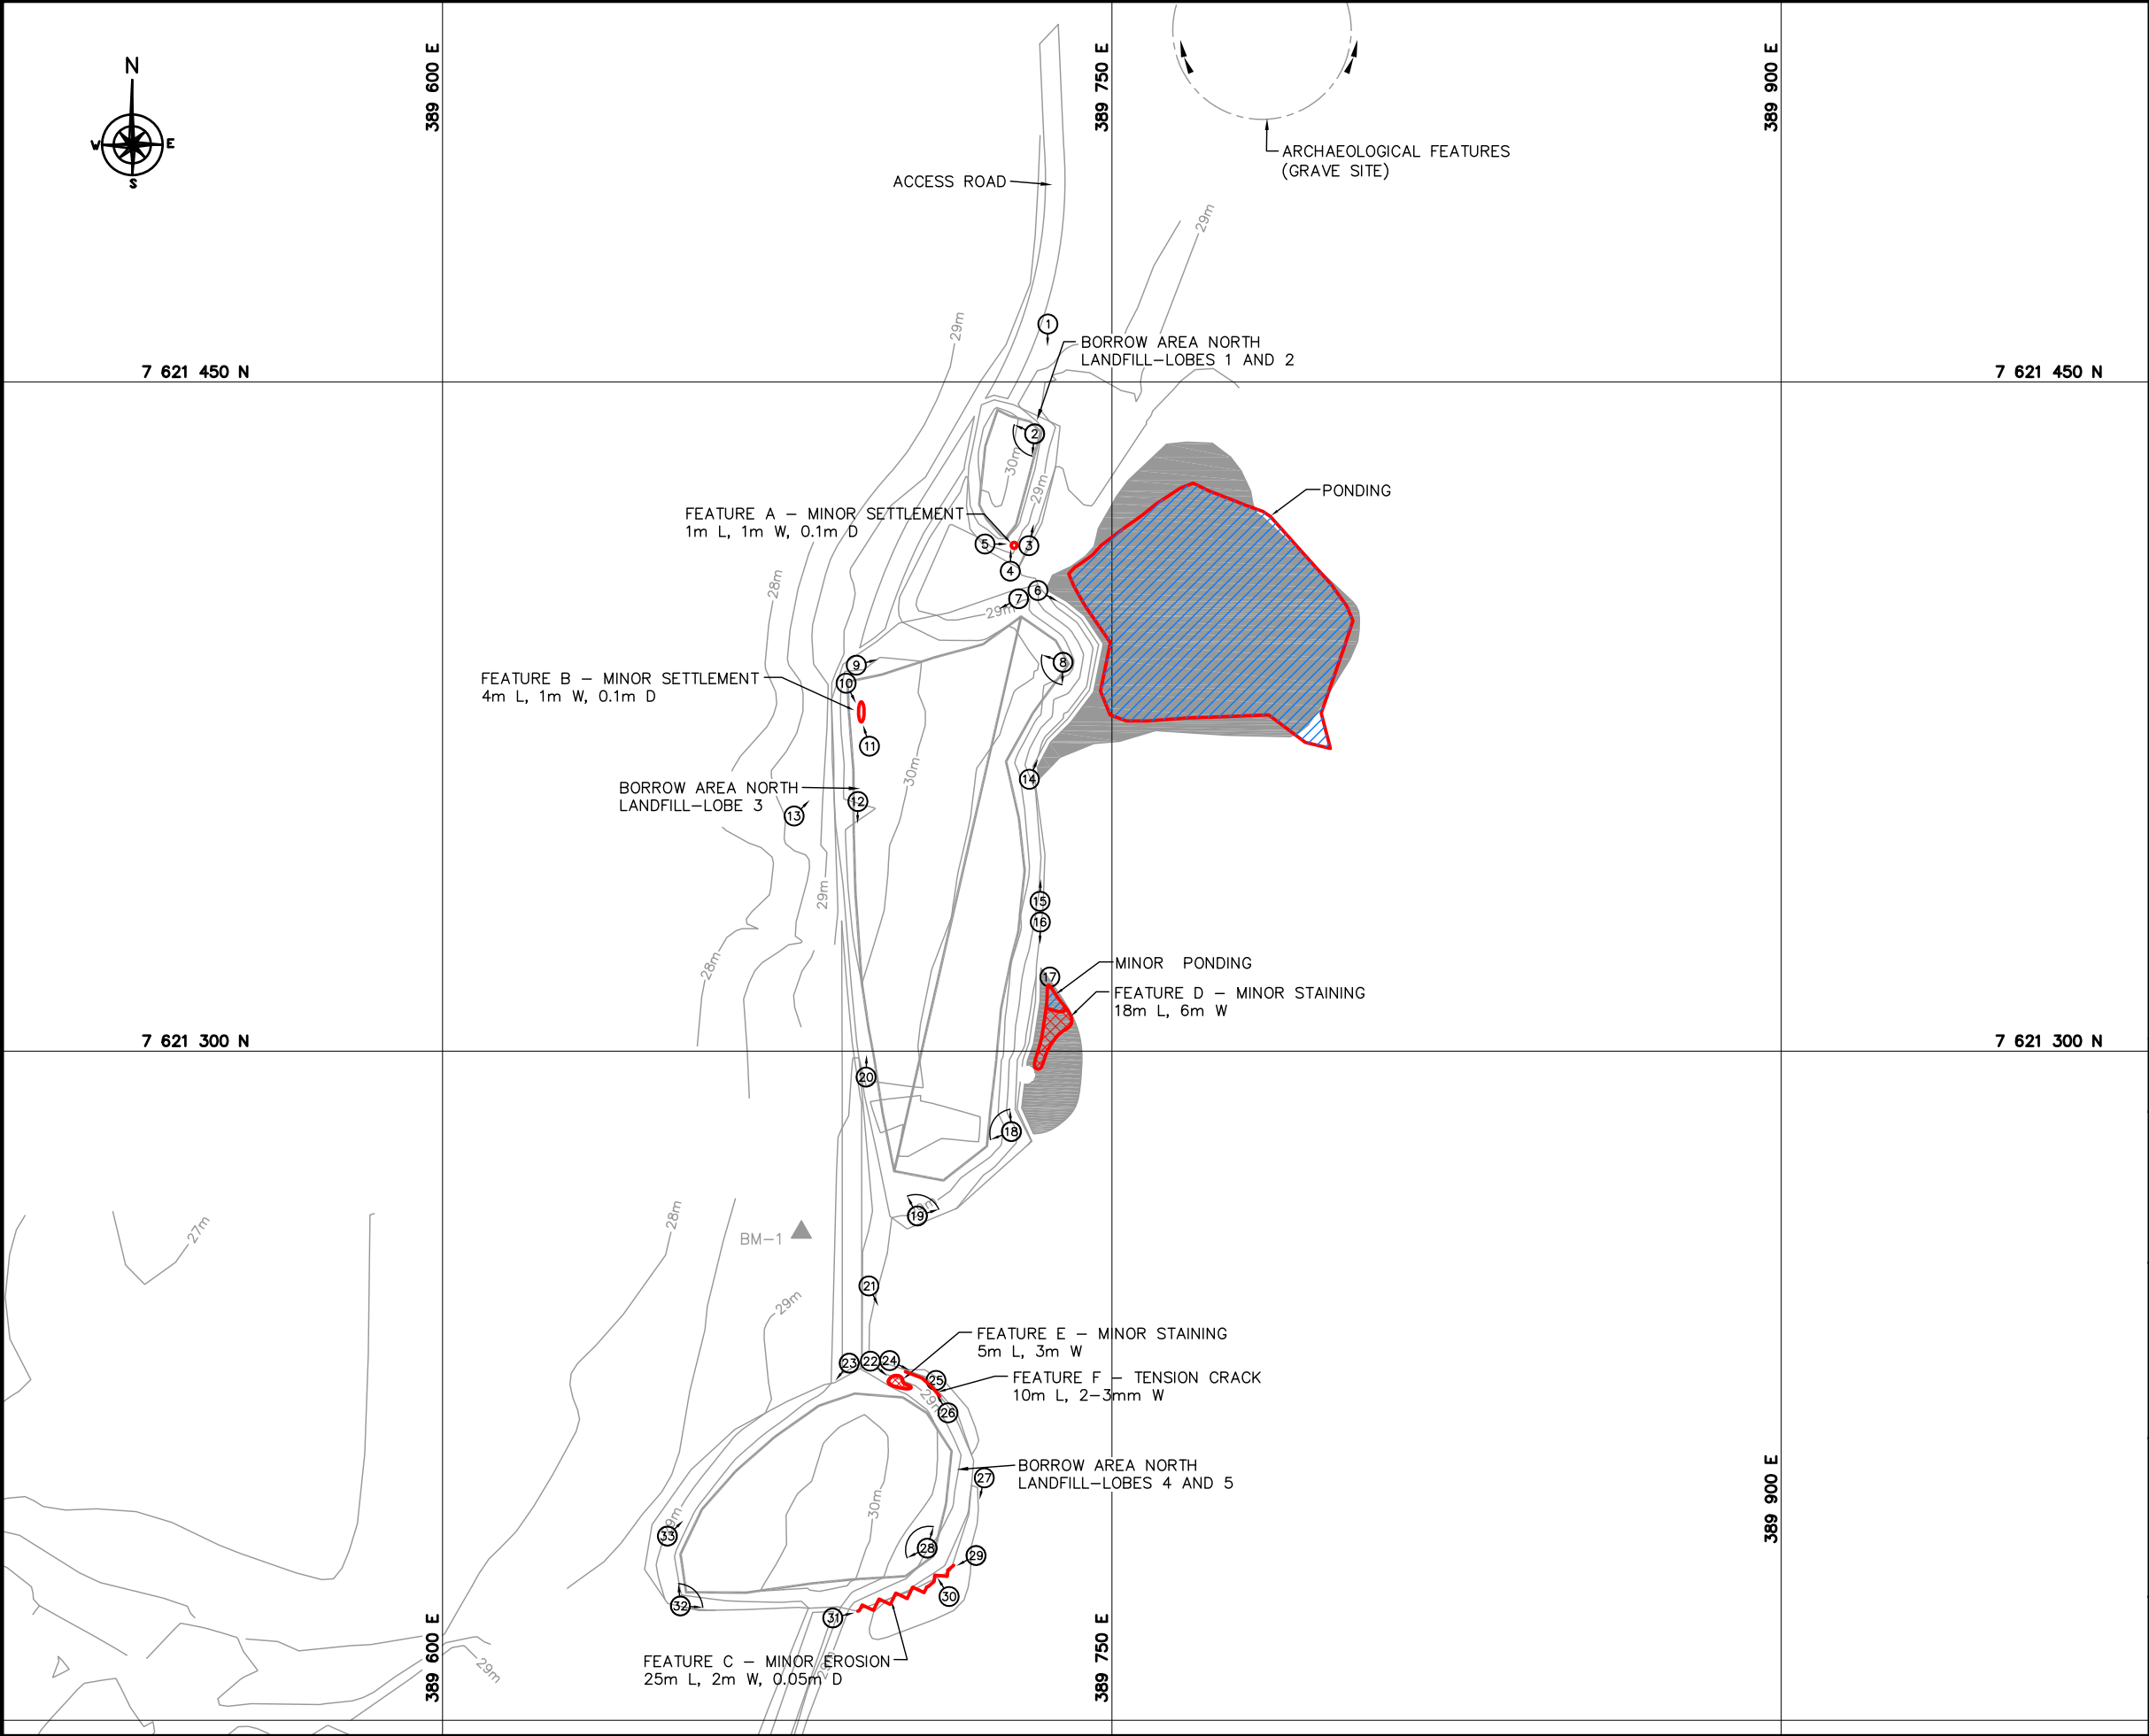 N
W
E
S
389 600 E
389 750 E
389 900 E
ARCHAEOLOGICAL FEATURES
(GRAVE SITE)
ACCESS ROAD
29m
29m
1
BORROW AREA NORTH
LANDFILL-LOBES 1 AND 2
7 621 450 N
7 621 450 N
2
30m
29m
PONDING
FEATURE A - MINOR SETTLEMENT
1m L, 1m W, 0.1m D
5
3
4
28m
6
7
29m
8
9
FEATURE B - MINOR SETTLEMENT
4m L, 1m W, 0.1m D
10
11
30m
14
BORROW AREA NORTH
LANDFILL-LOBE 3
12
13
29m
15
16
28m
MINOR PONDING
17
FEATURE D - MINOR STAINING
18m L, 6m W
7 621 300 N
7 621 300 N
20
18
19
28m
27m
BM-1
21
29m
FEATURE E - MINOR STAINING
5m L, 3m W
23
22
24
25
FEATURE F - TENSION CRACK
10m L, 2-3mm W
29m
26
BORROW AREA NORTH
LANDFILL-LOBES 4 AND 5
27
30m
389 900 E
33
28
29
30
32
31
389 600 E
389 750 E
FEATURE C - MINOR EROSION
25m L, 2m W, 0.05m D
29m
29m